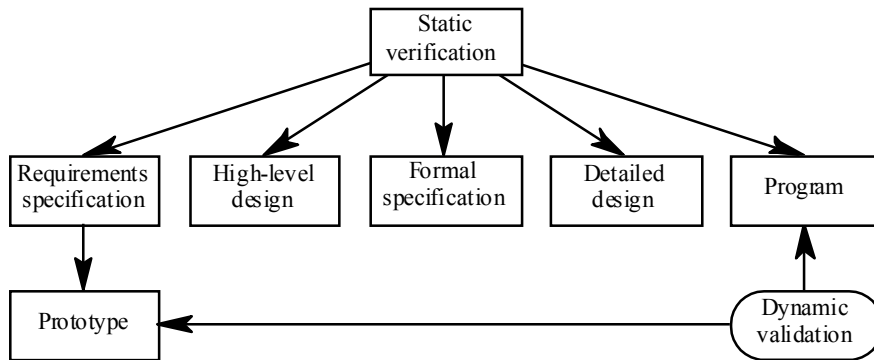 Static
verification
Requirements
specification
High-level
design
Formal
specification
Detailed
design
Program
Prototype
Dynamic
validation